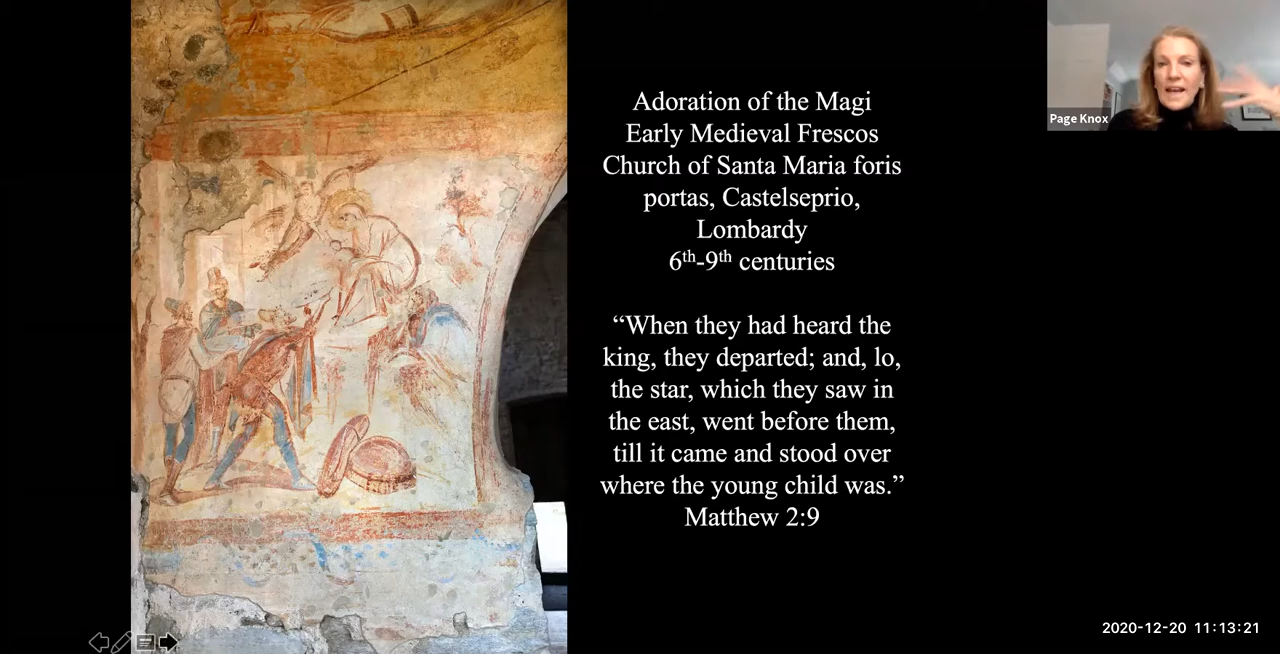 Adoration of the Magi
Early Medieval Frescos
Church of Santa Maria foris
portas, Castelseprio,
Lombardy
6th-9th centuries
“When they had heard the
king, they departed; and, lo,
the star, which they saw in
the east, went before them,
till it came and stood over
where the young child was.”
Matthew 2:9
Page Knox
2020-12-20 11:13:21